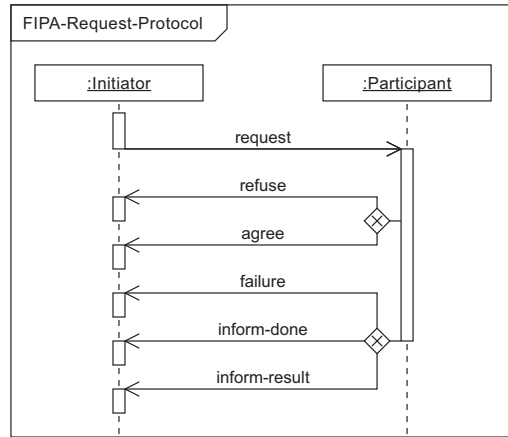 FIPA-Request-Protocol
:Initiator
:Participant
request
refuse
agree
failure
inform-done
inform-result